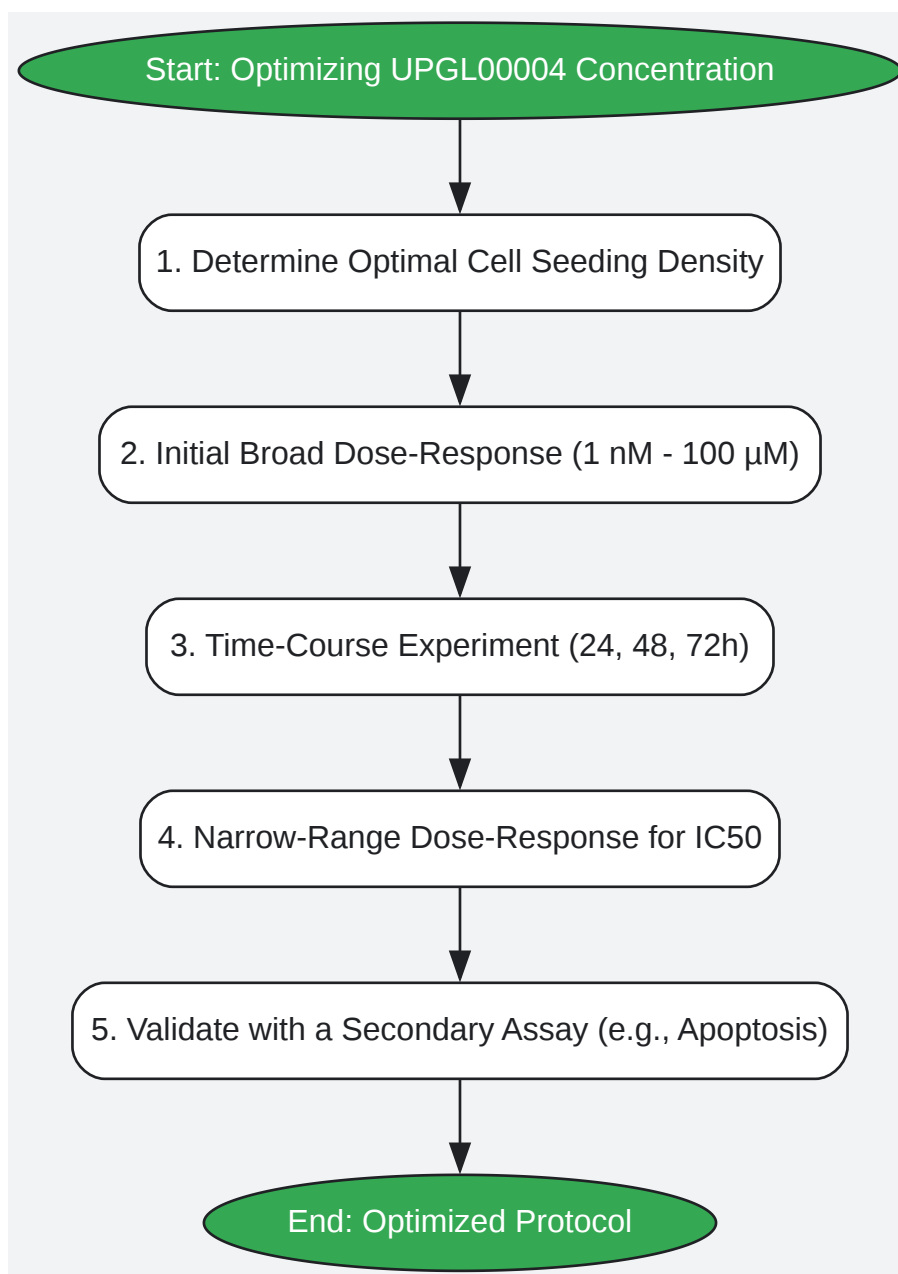 Start: Optimizing UPGL00004 Concentration
1. Determine Optimal Cell Seeding Density
2. Initial Broad Dose-Response (1 nM - 100 µM)
3. Time-Course Experiment (24, 48, 72h)
4. Narrow-Range Dose-Response for IC50
5. Validate with a Secondary Assay (e.g., Apoptosis)
End: Optimized Protocol